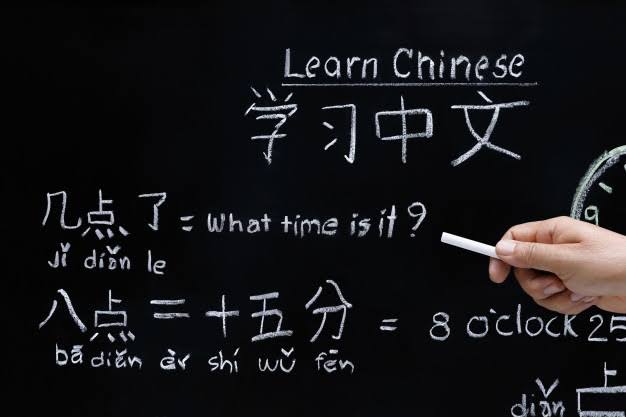 Learn Chinese
学习中文
几点了 = What time is it?
jǐ diǎn le
八点二十五分 = 8 o'clock 25
bā diǎn èr shí wǔ fēn
9
diǎn